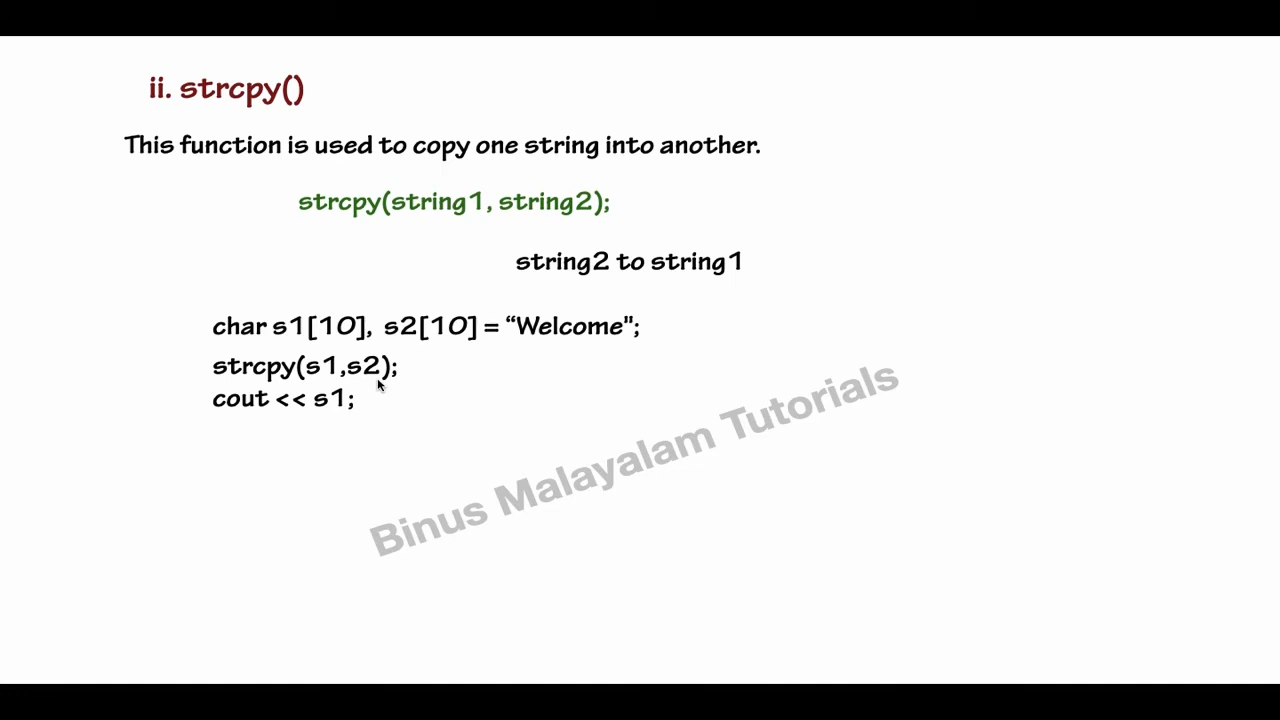 ii. strcpy()
This function is used to copy one string into another.
strcpy(string1, string2);
string2 to string1
char s1[10], s2[10] = “Welcome";
strcpy(s1,s2);
cout << s1;
Binus Malayalam Tutorials